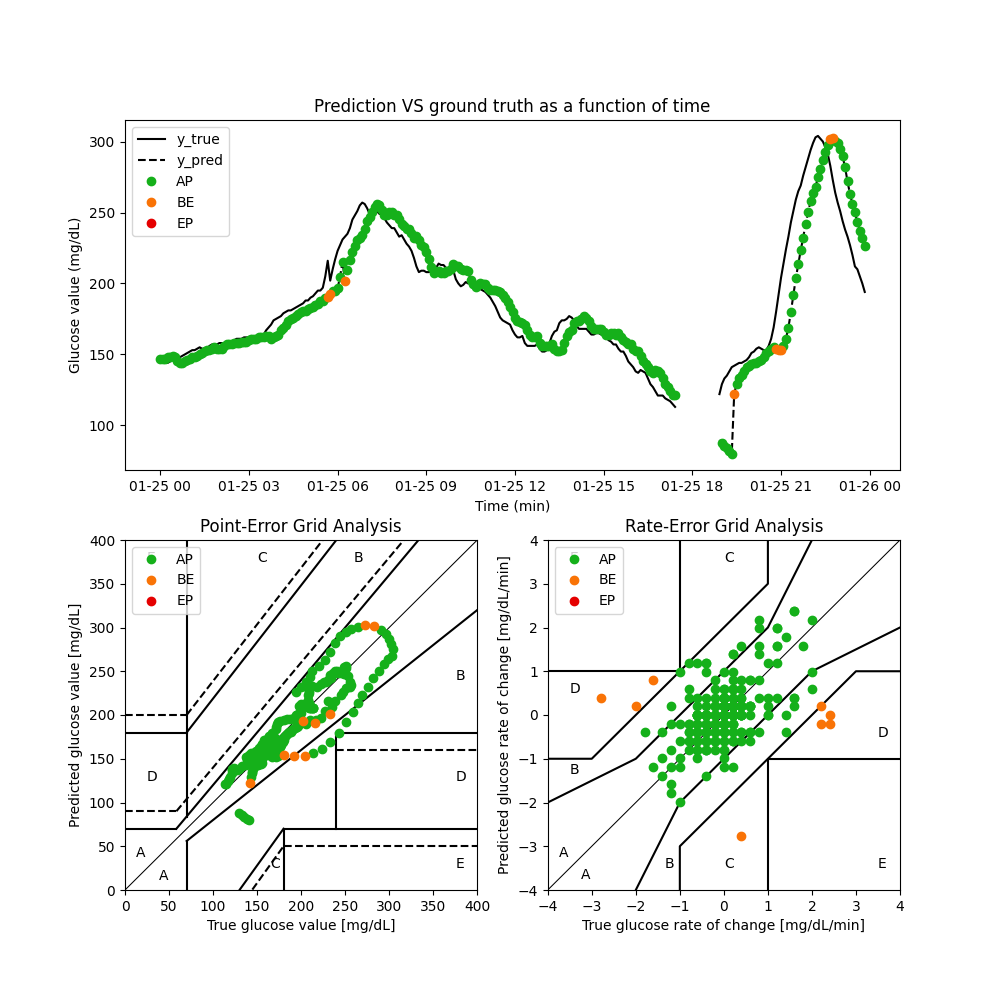 Prediction VS ground truth as a function of time
y_true
y_pred
AP
BE
EP
300
250
200
150
100
Glucose value (mg/dL)
01-25 00 01-25 03 01-25 06 01-25 09 01-25 12 01-25 15 01-25 18 01-25 21 01-26 00
Time (min)
Point-Error Grid Analysis
AP
BE
EP
C
B
B
D
D
A
A
C
E
400
350
300
250
200
150
100
50
0
Predicted glucose value [mg/dL]
0 50 100 150 200 250 300 350 400
True glucose value [mg/dL]
Rate-Error Grid Analysis
AP
BE
EP
C
D
D
B
A
A
B
C
E
4
3
2
1
0
−1
−2
−3
−4
Predicted glucose rate of change [mg/dL/min]
−4 −3 −2 −1 0 1 2 3 4
True glucose rate of change [mg/dL/min]